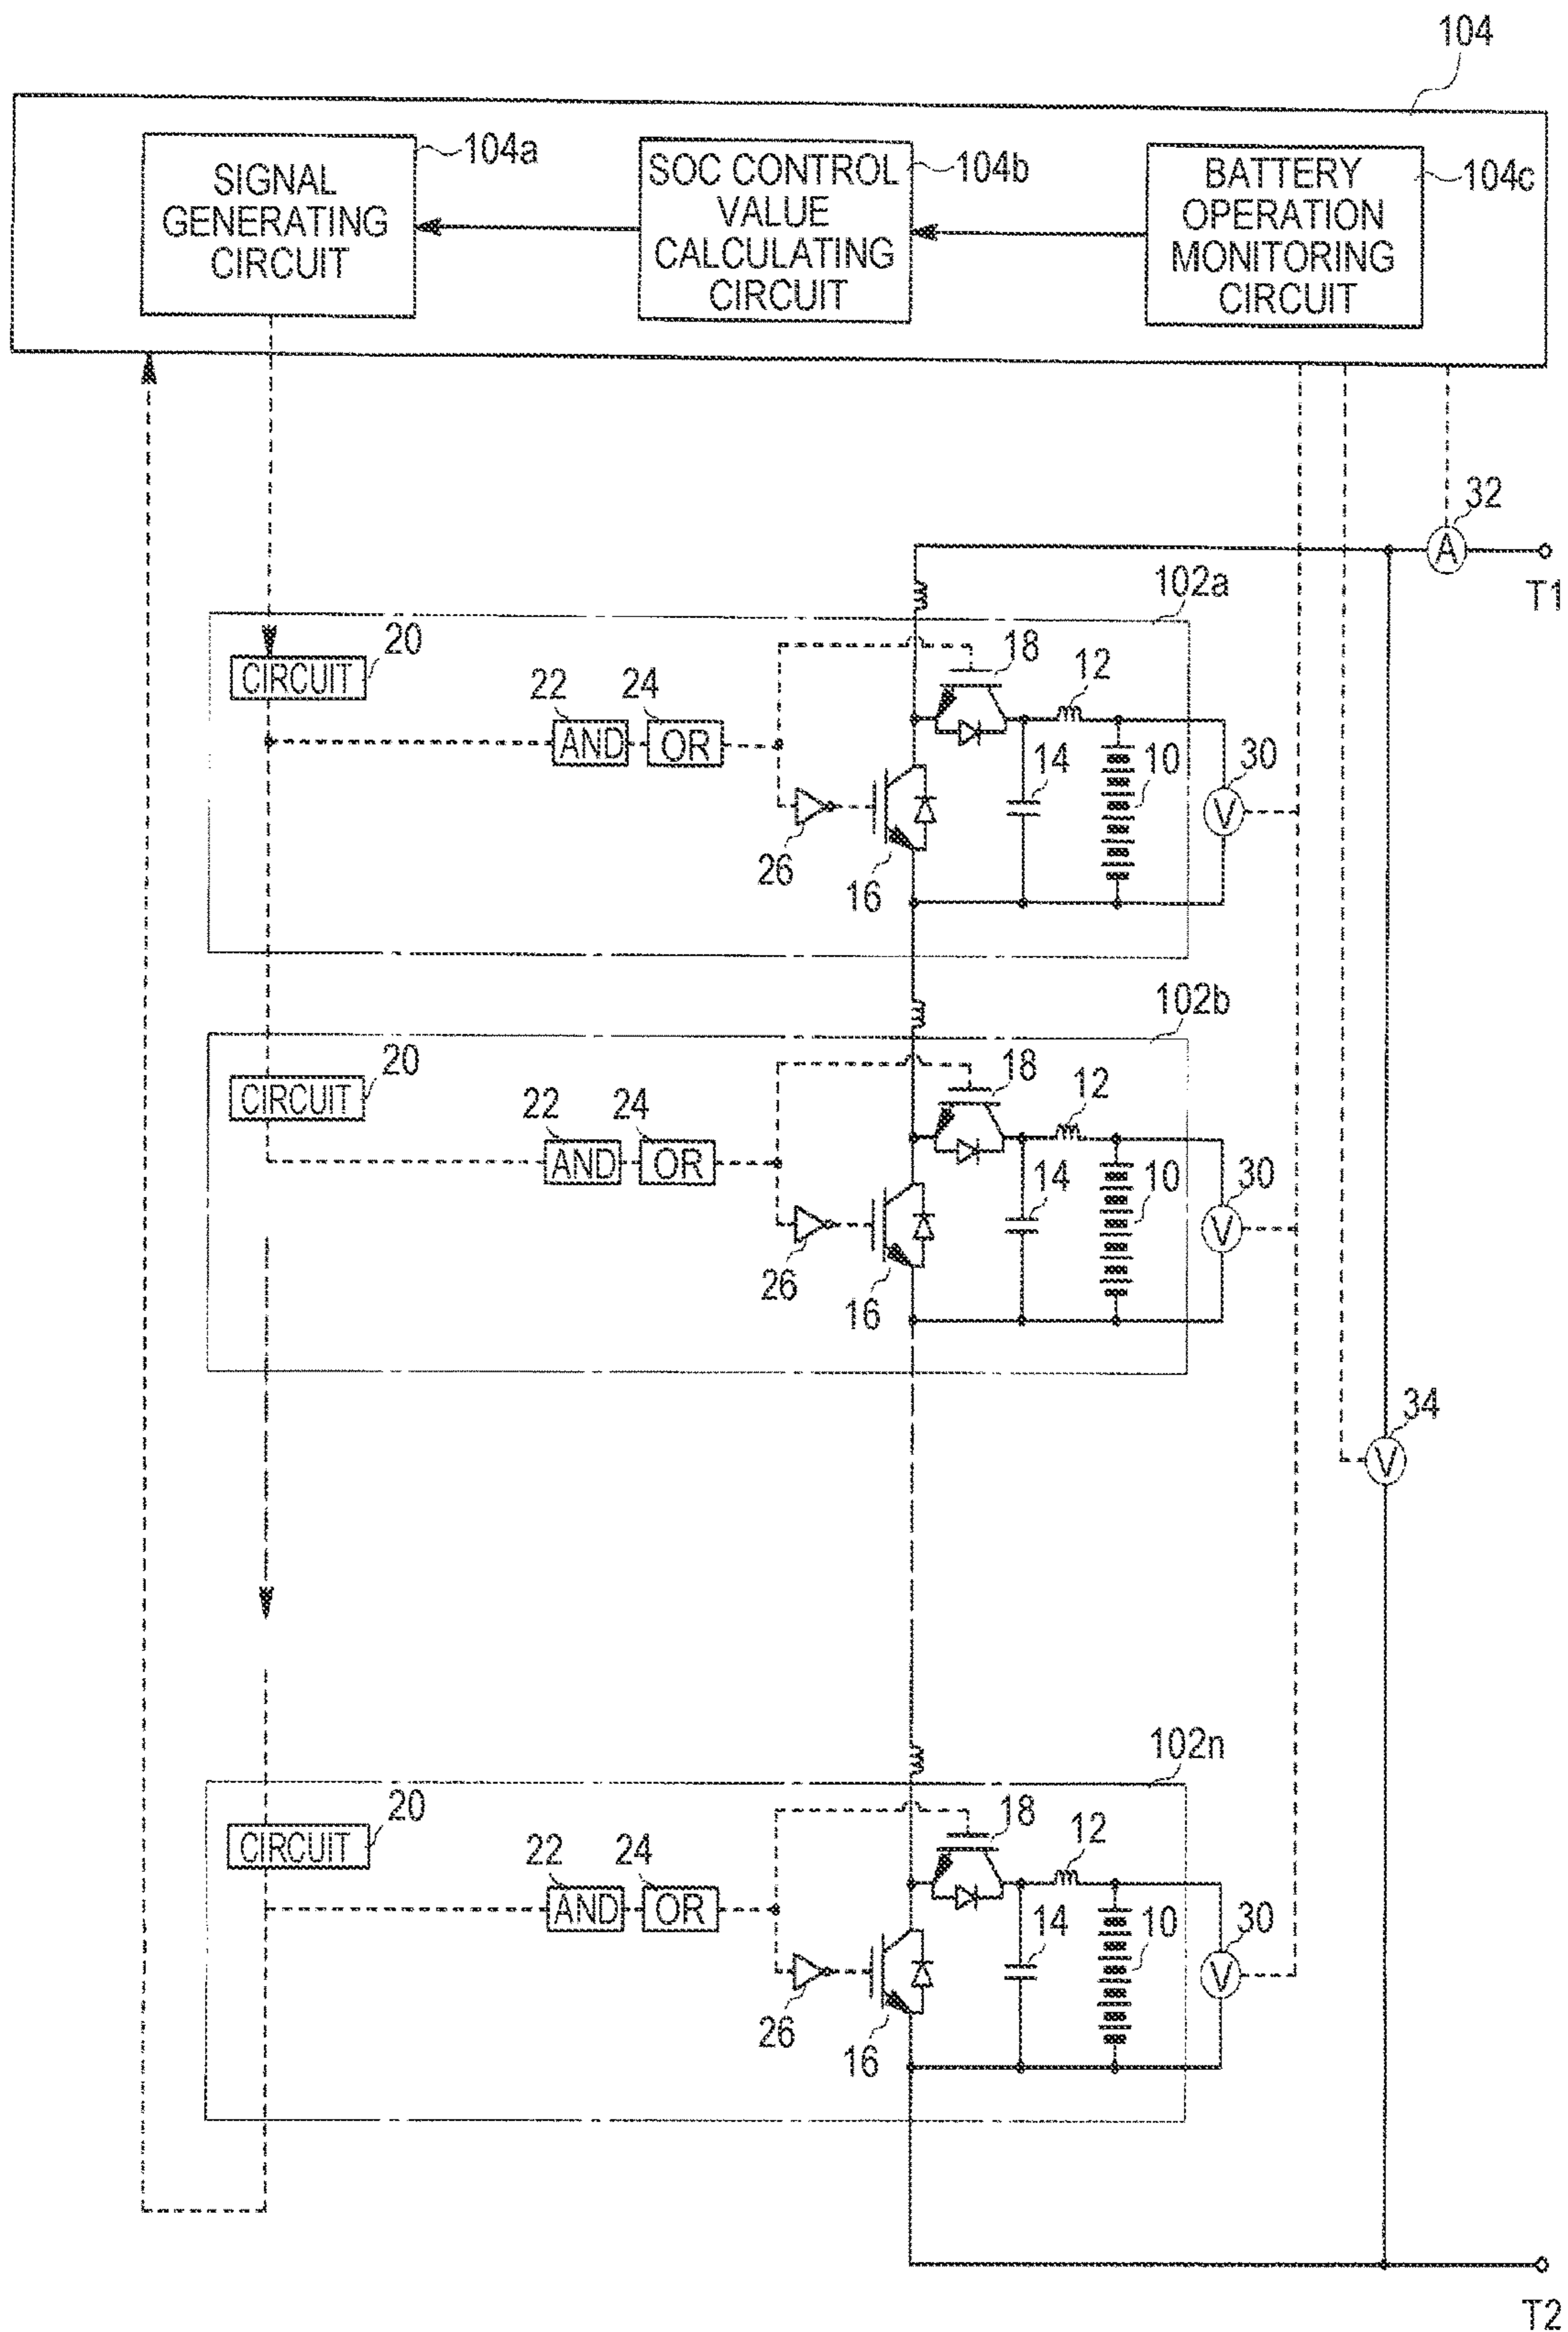 104
SIGNAL
GENERATING
CIRCUIT
104a
SOC CONTROL
VALUE
CALCULATING
CIRCUIT
104b
BATTERY
OPERATION
MONITORING
CIRCUIT
104c
32
A
T1
102a
20
CIRCUIT
22
AND
24
OR
18
12
14
10
30
V
26
16
102b
20
CIRCUIT
22
AND
24
OR
18
12
14
10
30
V
26
16
34
V
102n
20
CIRCUIT
22
AND
24
OR
18
12
14
10
30
V
26
16
T2